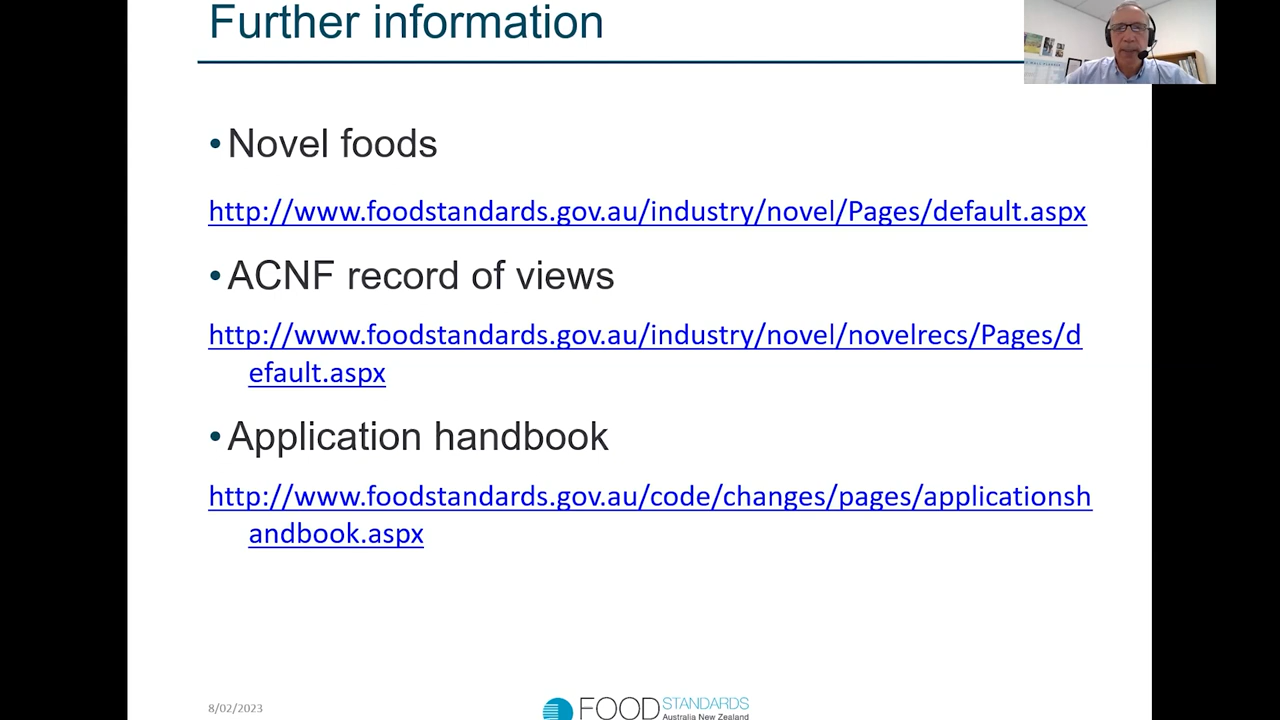 Further information
• Novel foods
http://www.foodstandards.gov.au/industry/novel/Pages/default.aspx
• ACNF record of views
http://www.foodstandards.gov.au/industry/novel/novelrecs/Pages/d
efault.aspx
• Application handbook
http://www.foodstandards.gov.au/code/changes/pages/applicationsh
andbook.aspx
8/02/2023
FOOD STANDARDS
Australia New Zealand